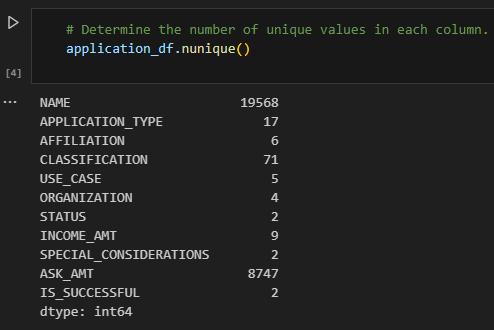 # Determine the number of unique values in each column.
application_df.nunique()
[4]
... NAME 19568
APPLICATION_TYPE 17
AFFILIATION 6
CLASSIFICATION 71
USE_CASE 5
ORGANIZATION 4
STATUS 2
INCOME_AMT 9
SPECIAL_CONSIDERATIONS 2
ASK_AMT 8747
IS_SUCCESSFUL 2
dtype: int64